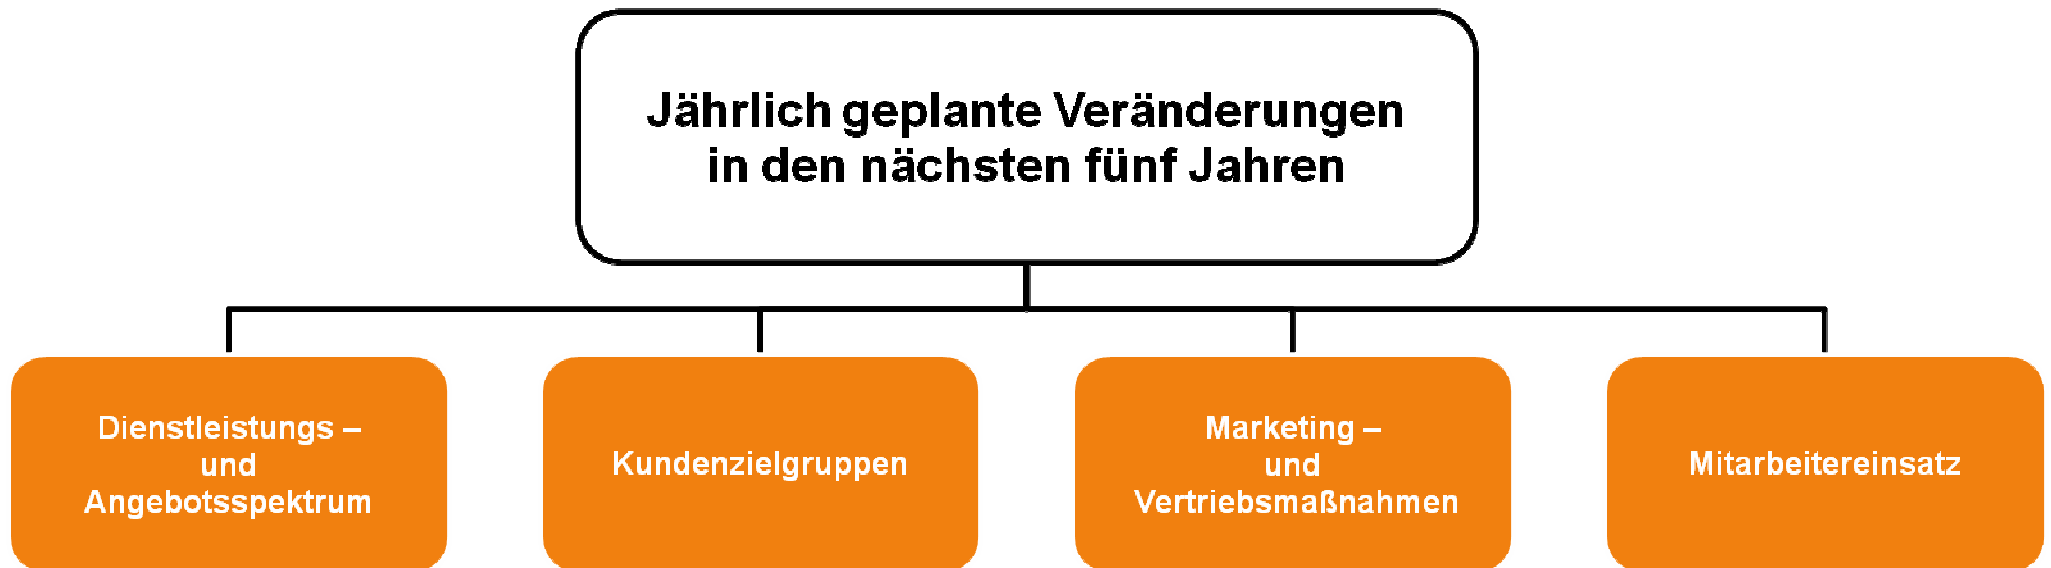 Jährlich geplante Veränderungen
in den nächsten fünf Jahren
Dienstleistungs –
und
Angebotsspektrum
Kundenzielgruppen
Marketing –
und
Vertriebsmaßnahmen
Mitarbeitereinsatz